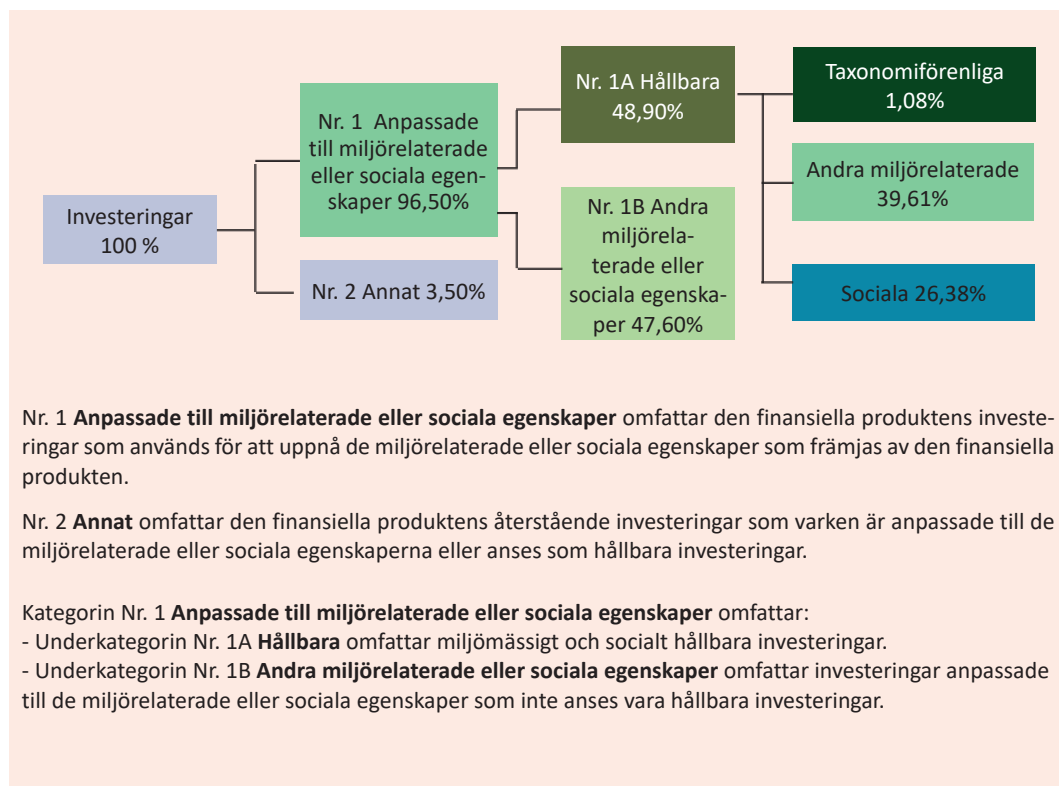 Investeringar
100 %
Nr. 1 Anpassade
till miljörelaterade
eller sociala egen-
skaper 96,50%
Nr. 2 Annat 3,50%
Nr. 1A Hållbara
48,90%
Nr. 1B Andra
miljörela-
terade eller
sociala egenska-
per 47,60%
Taxonomiförenliga
1,08%
Andra miljörelaterade
39,61%
Sociala 26,38%
Nr. 1 Anpassade till miljörelaterade eller sociala egenskaper omfattar den finansiella produktens investe-
ringar som används för att uppnå de miljörelaterade eller sociala egenskaper som främjas av den finansiella
produkten.
Nr. 2 Annat omfattar den finansiella produktens återstående investeringar som varken är anpassade till de
miljörelaterade eller sociala egenskaperna eller anses som hållbara investeringar.
Kategorin Nr. 1 Anpassade till miljörelaterade eller sociala egenskaper omfattar:
- Underkategorin Nr. 1A Hållbara omfattar miljömässigt och socialt hållbara investeringar.
- Underkategorin Nr. 1B Andra miljörelaterade eller sociala egenskaper omfattar investeringar anpassade
till de miljörelaterade eller sociala egenskaper som inte anses vara hållbara investeringar.